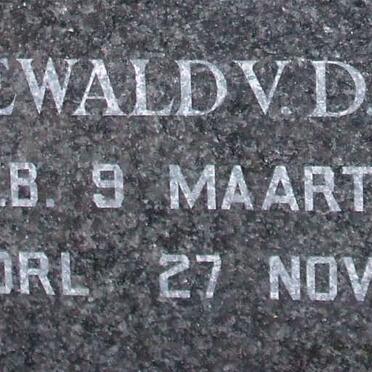 EWALD V. D.
.B. 9 MAART
ORL 27 NOV